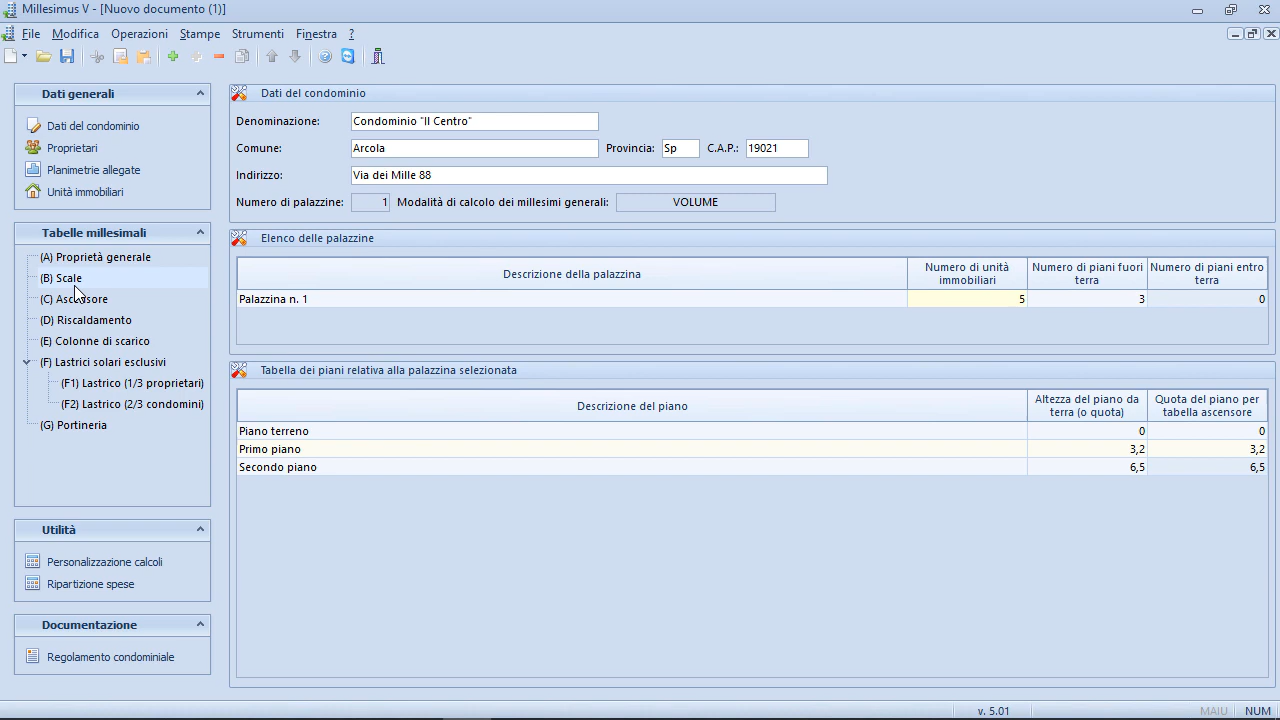 Millesimus V - [Nuovo documento (1)]
File Modifica Operazioni Stampe Strumenti Finestra ?
Dati generali
Dati del condominio
Proprietari
Planimetrie allegate
Unità immobiliari
Tabelle millesimali
(A) Proprietà generale
(B) Scale
(C) Ascensore
(D) Riscaldamento
(E) Colonne di scarico
(F) Lastrici solari esclusivi
(F1) Lastrico (1/3 proprietari)
(F2) Lastrico (2/3 condomini)
(G) Portineria
Utilità
Personalizzazione calcoli
Ripartizione spese
Documentazione
Regolamento condominiale
Dati del condominio
Denominazione: Condominio "Il Centro"
Comune: Arcola Provincia: Sp C.A.P.: 19021
Indirizzo: Via dei Mille 88
Numero di palazzine: 1 Modalità di calcolo dei millesimi generali: VOLUME
Elenco delle palazzine
Descrizione della palazzina
Numero di unità
immobiliari
Numero di piani fuori
terra
Numero di piani entro
terra
Palazzina n. 1 5 3 0
Tabella dei piani relativa alla palazzina selezionata
Descrizione del piano
Altezza del piano da
terra (o quota)
Quota del piano per
tabella ascensore
Piano terreno 0 0
Primo piano 3,2 3,2
Secondo piano 6,5 6,5
v. 5.01 MAIU NUM